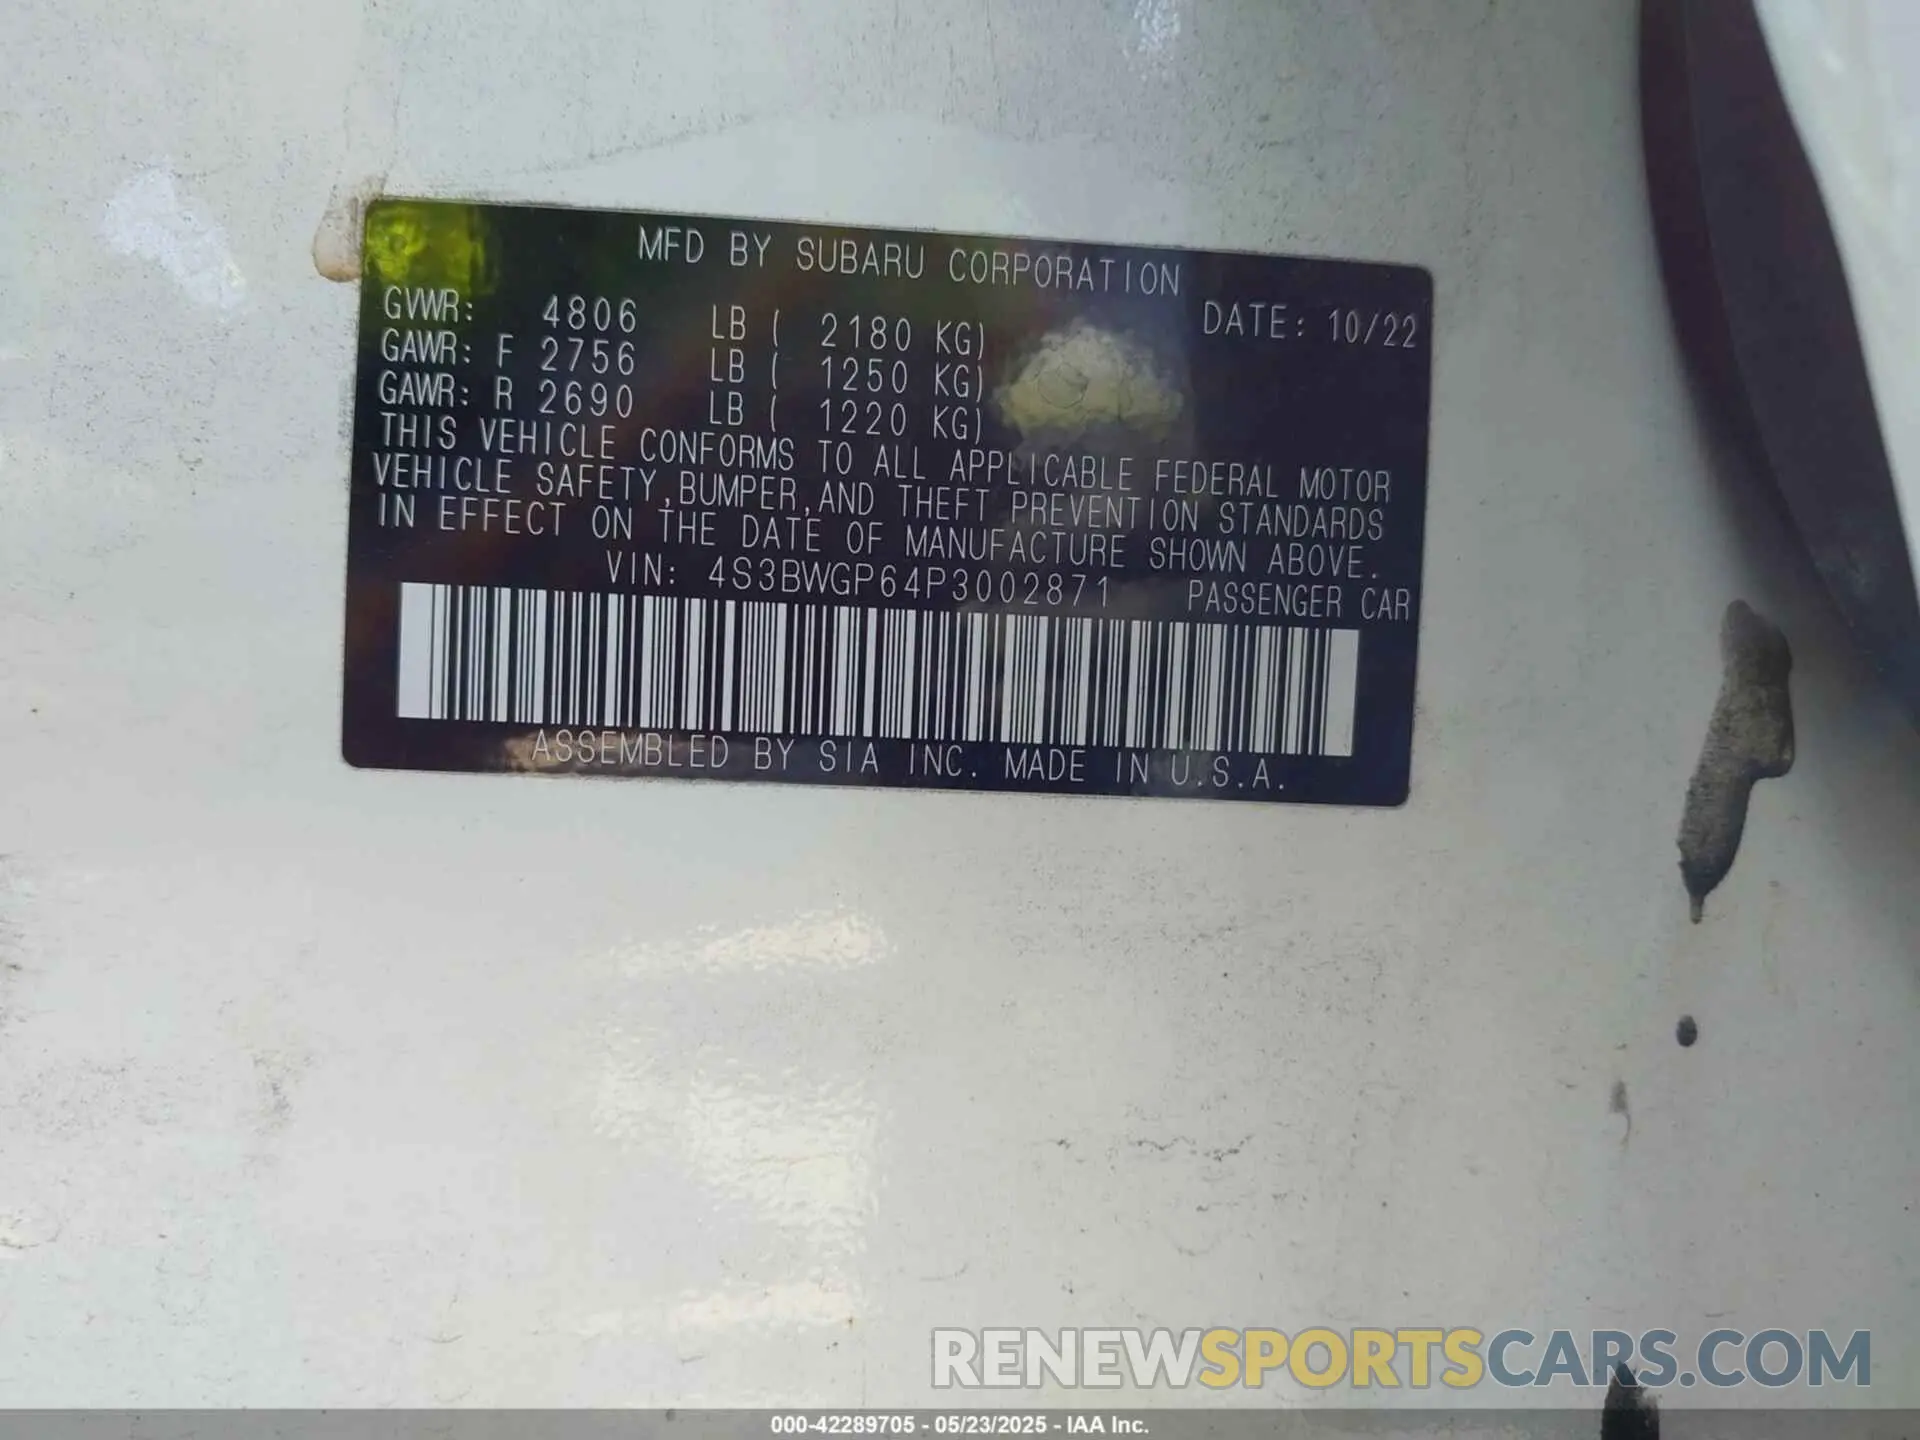 MFD BY SUBARU CORPORATION
GVWR: 4806 LB ( 2180 KG) DATE: 10/22
GAWR: F 2756 LB ( 1250 KG)
GAWR: R 2690 LB ( 1220 KG)
THIS VEHICLE CONFORMS TO ALL APPLICABLE FEDERAL MOTOR
VEHICLE SAFETY,BUMPER,AND THEFT PREVENTION STANDARDS
IN EFFECT ON THE DATE OF MANUFACTURE SHOWN ABOVE.
VIN: 4S3BWGP64P3002871 PASSENGER CAR
ASSEMBLED BY SIA INC. MADE IN U.S.A.
RENEWSPORTSCARS.COM
000-42289705 - 05/23/2025 - IAA Inc.